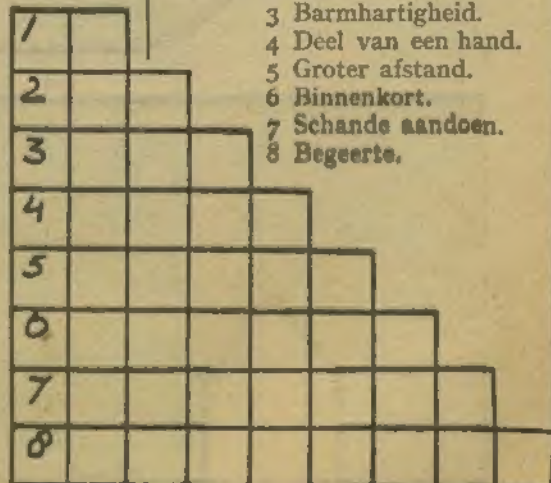 3 Barmhartigheid.
4 Deel van een hand.
5 Groter afstand.
6 Binnenkort.
7 Schande aandoen.
8 Begeerte.
1
2
3
4
5
6
7
8